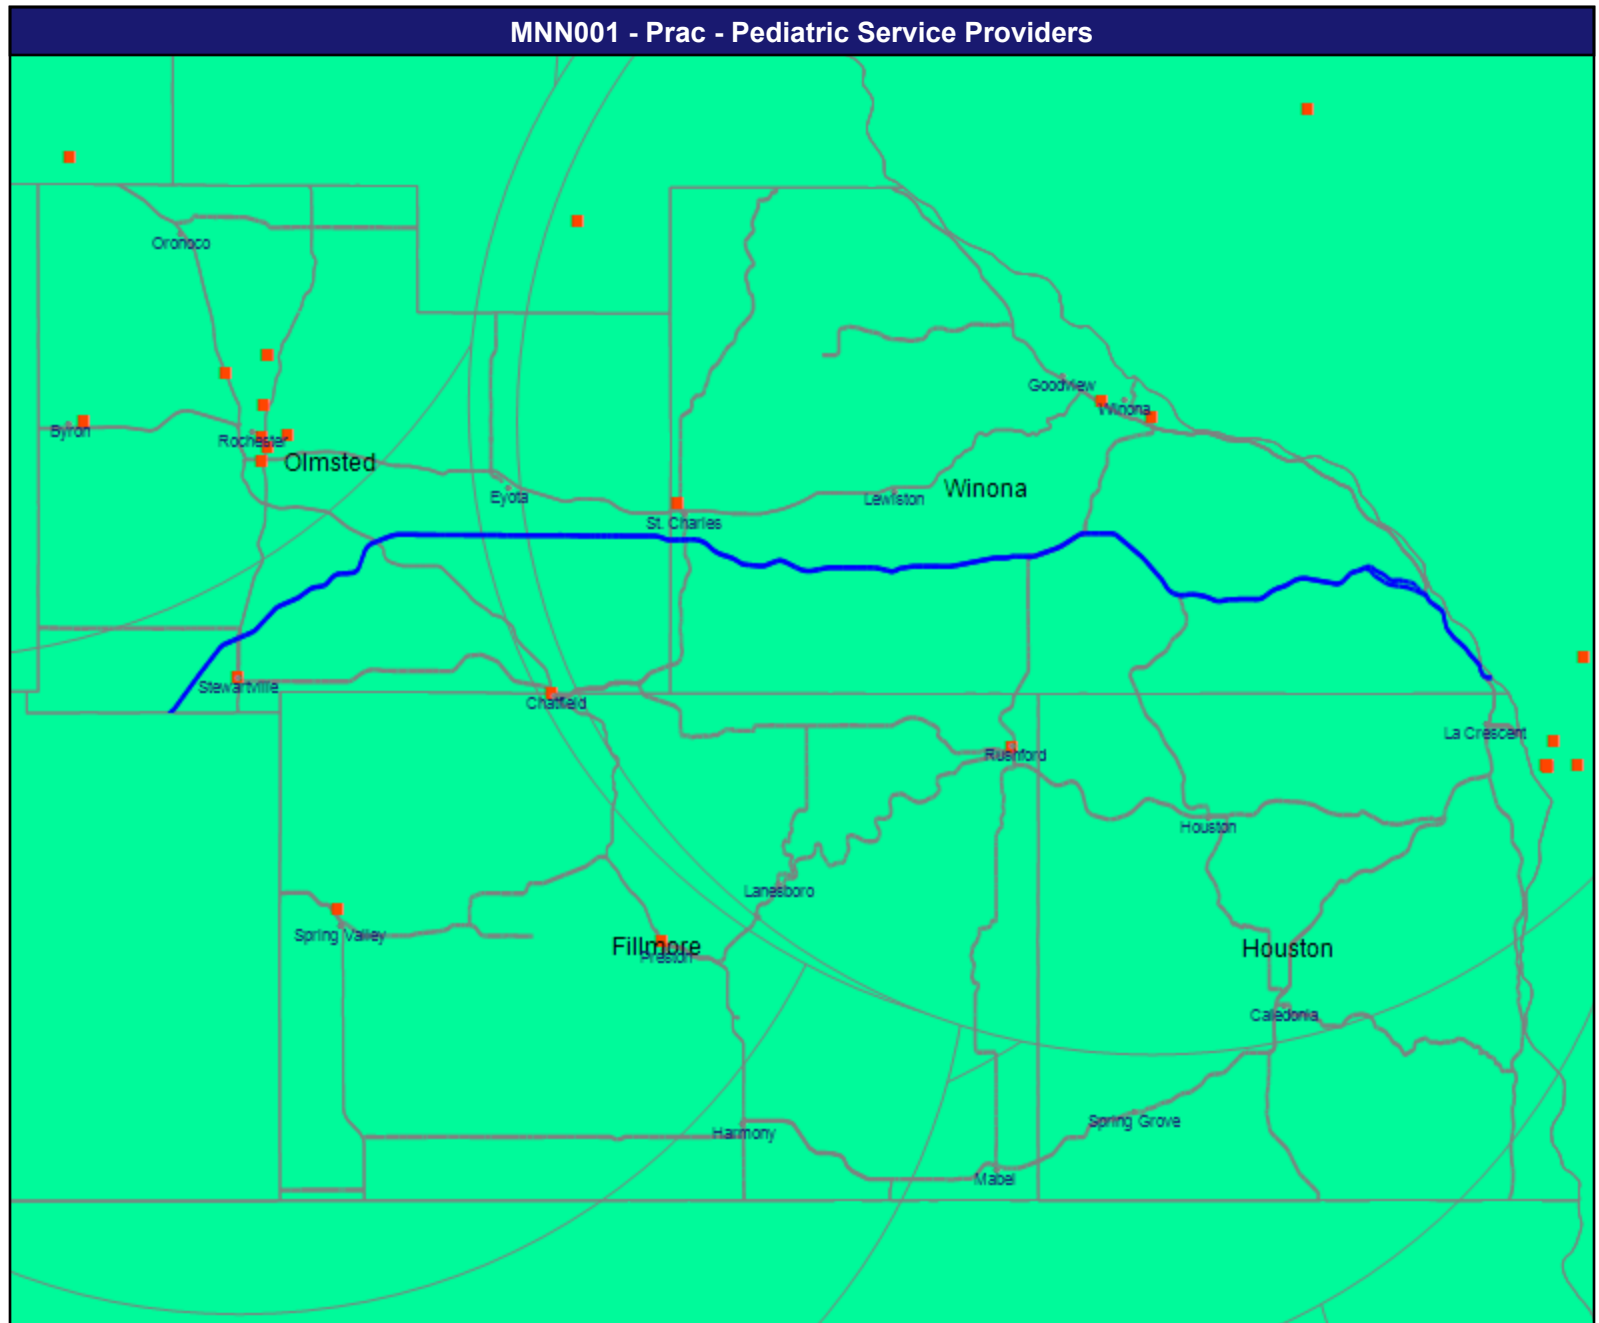 MNN001 - Prac - Pediatric Service Providers
Oronoco
Goodview
Winona
Byron
Rochester
Olmsted
Eyota
Lewiston
Winona
St. Charles
Stewartville
Chatfield
La Crescent
Rushford
Houston
Lanesboro
Spring Valley
Fillmore
Preston
Houston
Caledonia
Spring Grove
Harmony
Mabel